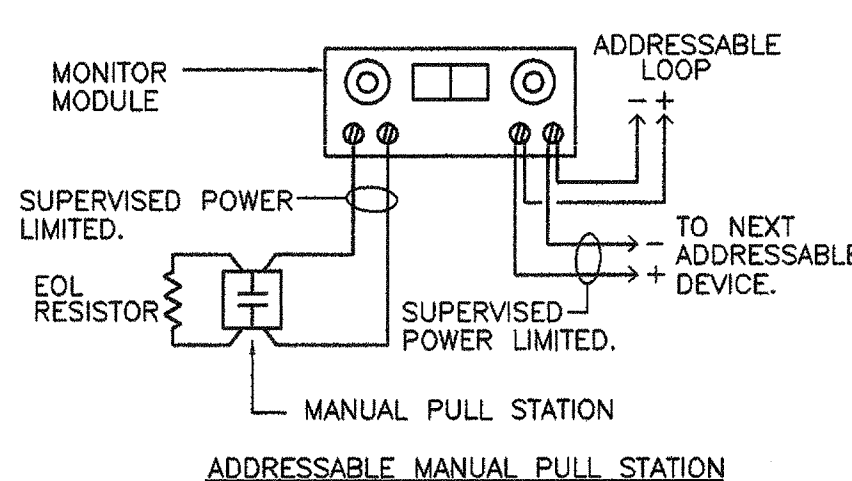 MONITOR
MODULE
ADDRESSABLE
LOOP
- +
SUPERVISED POWER
LIMITED.
TO NEXT
ADDRESSABLE
DEVICE.
-
+
EOL
RESISTOR
SUPERVISED
POWER LIMITED.
MANUAL PULL STATION
ADDRESSABLE MANUAL PULL STATION